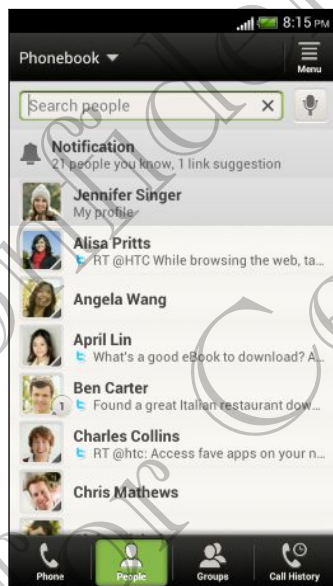 8:15 PM
Phonebook
Menu
Search people
Notification
21 people you know, 1 link suggestion
Jennifer Singer
My profile
Alisa Pritts
RT @HTC While browsing the web, ta...
Angela Wang
April Lin
What's a good eBook to download? A...
Ben Carter
1
Found a great Italian restaurant dow...
Charles Collins
RT @htc: Access fave apps on your n...
Chris Mathews
Phone
People
Groups
Call History